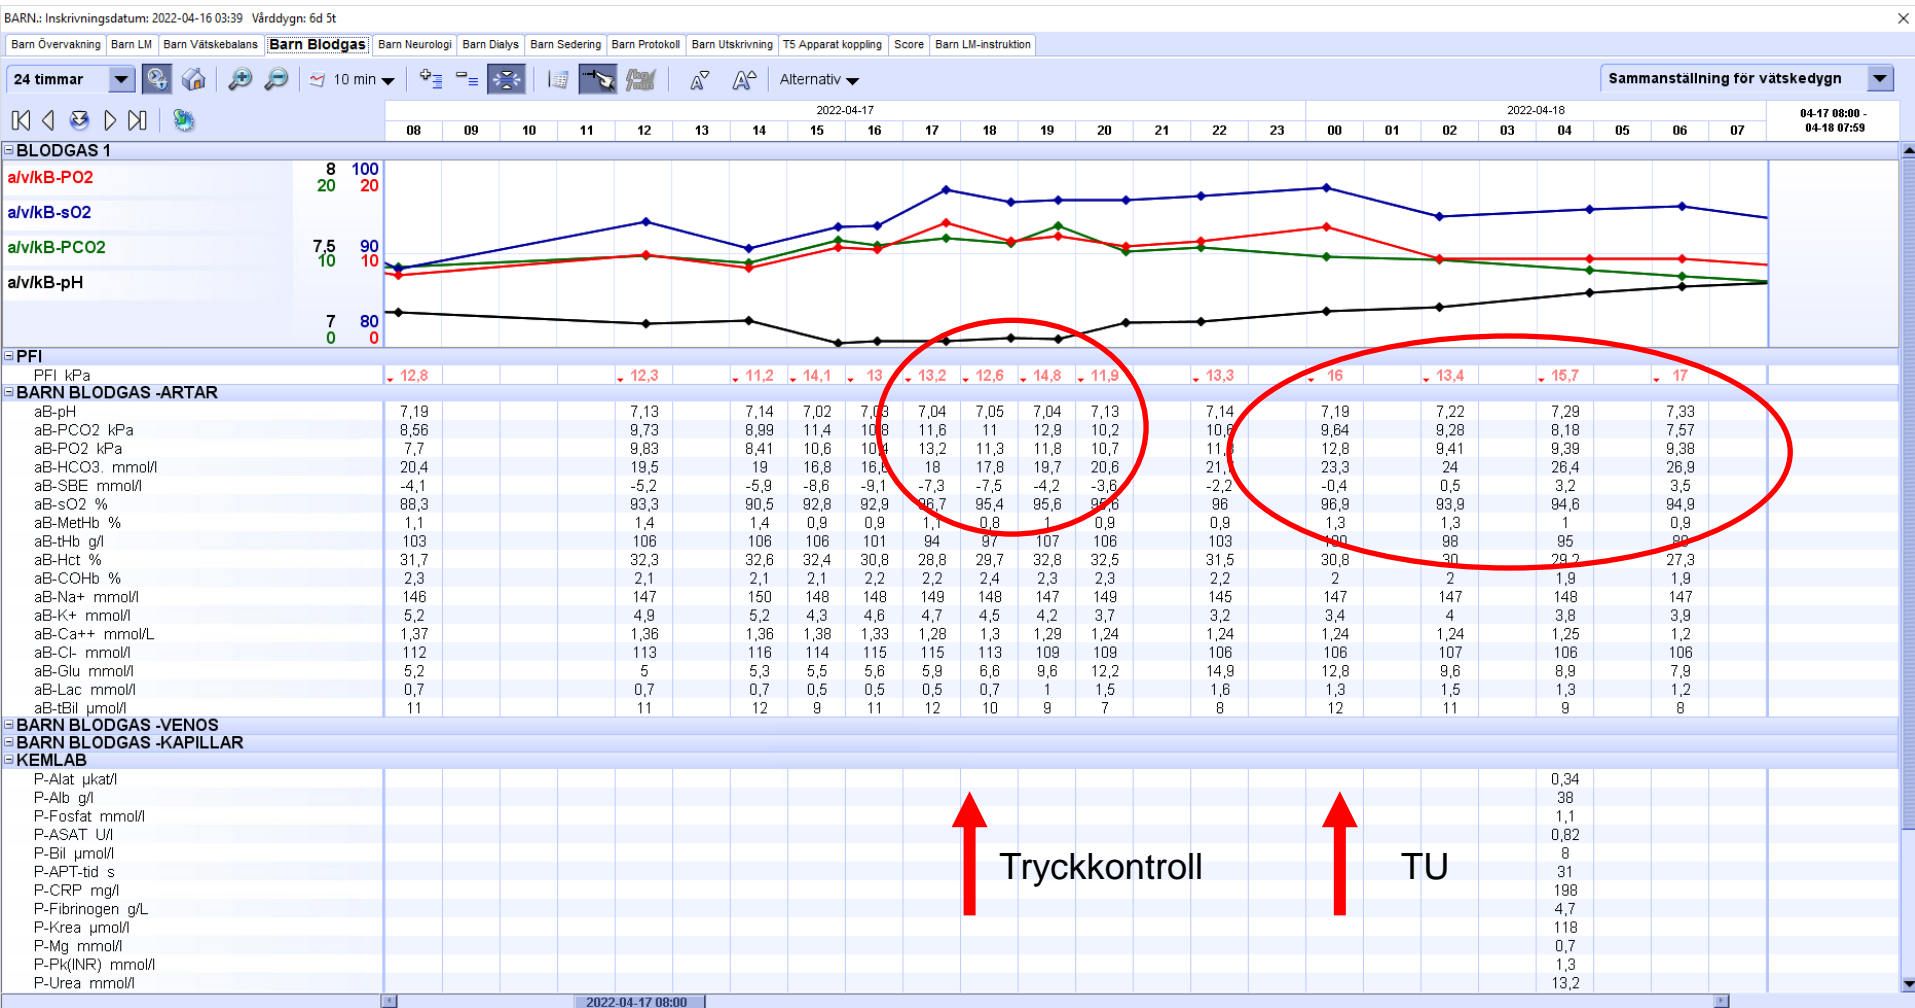 BARN.: Inskrivningsdatum: 2022-04-16 03:39 Vårddygn: 6d 5t
Barn Övervakning Barn LM Barn Vätskebalans Barn Blodgas Barn Neurologi Barn Dialys Barn Sedering Barn Protokoll Barn Utskrivning T5 Apparat koppling Score Barn LM-instruktion
24 timmar 10 min Alternativ Sammanställning för vätskedygn
2022-04-17 2022-04-18 04-17 08:00 -
08 09 10 11 12 13 14 15 16 17 18 19 20 21 22 23 00 01 02 03 04 05 06 07 04-18 07:59
BLODGAS 1
8 100
a/v/kB-PO2 20 20
a/v/kB-sO2
7,5 90
a/v/kB-PCO2 10 10
a/v/kB-pH
7 80
0 0
PFI
PFI kPa 12,8 12,3 11,2 14,1 13 13,2 12,6 14,8 11,9 13,3 16 13,4 15,7 17
BARN BLODGAS -ARTAR
aB-pH 7,19 7,13 7,14 7,02 7,03 7,04 7,05 7,04 7,13 7,14 7,19 7,22 7,29 7,33
aB-PCO2 kPa 8,56 9,73 8,99 11,4 10,8 11,6 11 12,9 10,2 10,6 9,64 9,28 8,18 7,57
aB-PO2 kPa 7,7 9,83 8,41 10,6 10,4 13,2 11,3 11,8 10,7 12,8 9,41 9,39 9,38
aB-HCO3. mmol/l 20,4 19,5 19 16,8 18 17,8 19,7 20,6 23,3 24 26,4 26,9
aB-SBE mmol/l -4,1 -5,2 -5,9 -8,6 -9,1 -7,3 -7,5 -4,2 -3,6 -2,2 -0,4 0,5 3,2 3,5
aB-sO2 % 88,3 93,3 90,5 92,8 92,9 96,7 95,4 95,6 95,6 96 96,9 93,9 94,6 94,9
aB-MetHb % 1,1 1,4 1,4 0,9 0,9 1,1 0,8 1 0,9 0,9 1,3 1,3 1 0,9
aB-tHb g/l 103 106 106 106 101 94 97 107 106 103 100 98 95
aB-Hct % 31,7 32,3 32,6 32,4 30,8 28,8 29,7 32,8 32,5 31,5 30,8 30 29,2 27,3
aB-COHb % 2,3 2,1 2,1 2,1 2,2 2,2 2,4 2,3 2,3 2,2 2 2 1,9 1,9
aB-Na+ mmol/l 146 147 150 148 148 149 148 147 149 145 147 147 148 147
aB-K+ mmol/l 5,2 4,9 5,2 4,3 4,6 4,7 4,5 4,2 3,7 3,2 3,4 4 3,8 3,9
aB-Ca++ mmol/L 1,37 1,36 1,36 1,38 1,33 1,28 1,3 1,29 1,24 1,24 1,24 1,24 1,25 1,2
aB-Cl- mmol/l 112 113 116 114 115 115 113 109 109 106 106 107 106 106
aB-Glu mmol/l 5,2 5 5,3 5,5 5,6 5,9 6,6 9,6 12,2 14,9 12,8 9,6 8,9 7,9
aB-Lac mmol/l 0,7 0,7 0,7 0,5 0,5 0,5 0,7 1 1,5 1,6 1,3 1,5 1,3 1,2
aB-tBil µmol/l 11 11 12 9 11 12 10 9 7 8 12 11 9 8
BARN BLODGAS -VENOS
BARN BLODGAS -KAPILLAR
KEMLAB
P-Alat µkat/l 0,34
P-Alb g/l 38
P-Fosfat mmol/l 1,1
P-ASAT U/l 0,82
P-Bil µmol/l 8
P-APT-tid s 31
P-CRP mg/l 198
P-Fibrinogen g/L 4,7
P-Krea µmol/l 118
P-Mg mmol/l 0,7
P-Pk(INR) mmol/l 1,3
P-Urea mmol/l 13,2
Tryckkontroll TU
2022-04-17 08:00